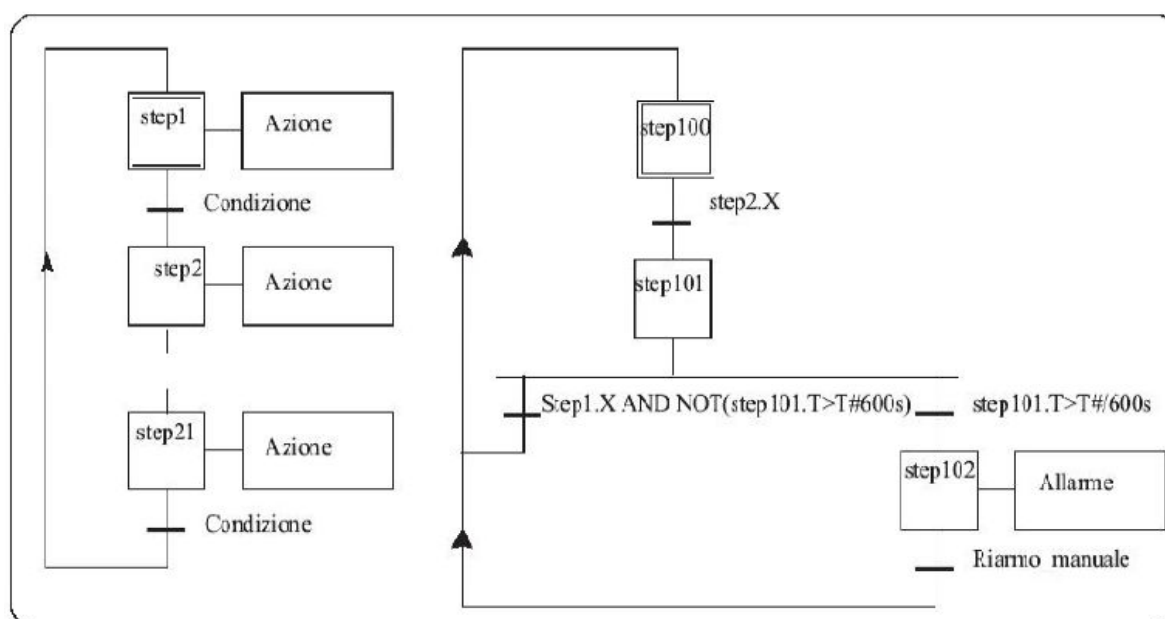 step1
Azione
Condizione
step2
Azione
step21
Azione
Condizione
step100
step2.X
step101
Step1.X AND NOT(step101.T>T#600s)
step101.T>T#/600s
step102
Allarme
Riarmo manuale